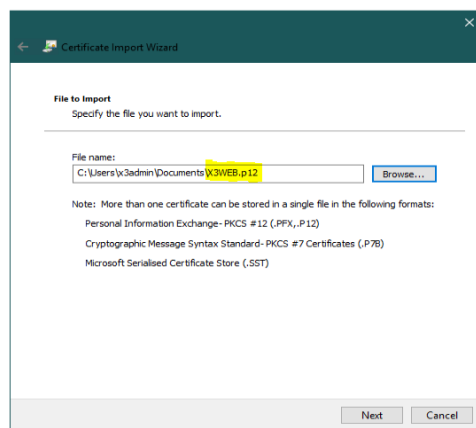 Certificate Import Wizard
File to Import
Specify the file you want to import.
File name:
C:\Users\x3admin\Documents\X3WEB.p12
Browse...
Note: More than one certificate can be stored in a single file in the following formats:
Personal Information Exchange- PKCS #12 (.PFX,.P12)
Cryptographic Message Syntax Standard- PKCS #7 Certificates (.P7B)
Microsoft Serialised Certificate Store (.SST)
Next
Cancel